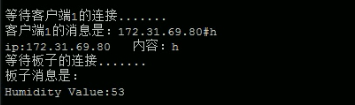 等待客户端1的连接.......
客户端1的消息是：172.31.69.80#h
ip:172.31.69.80   内容：h
等待板子的连接.......
板子消息是：
Humidity Value:53